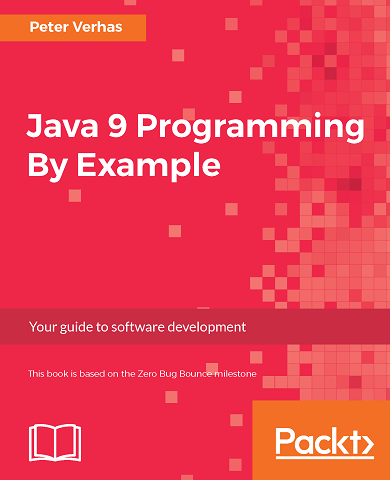 Peter Verhas
Java 9 Programming
By Example
Your guide to software development
This book is based on the Zero Bug Bounce milestone
Packt>